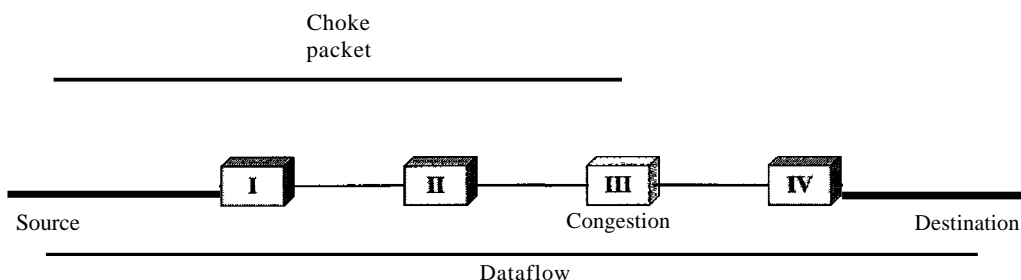 Choke
packet
I
II
III
IV
Congestion
Source
Destination
Dataflow